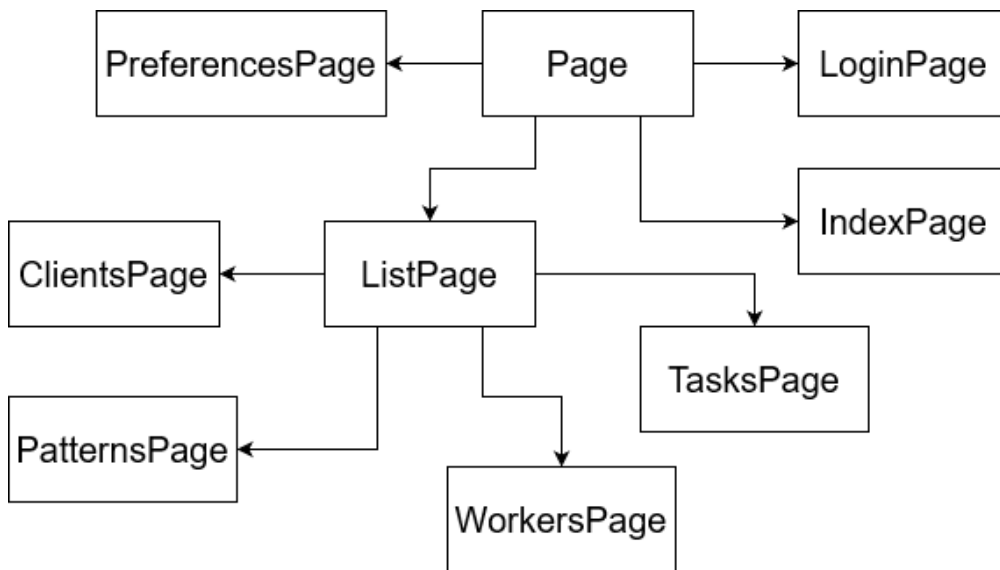 PreferencesPage
Page
LoginPage
IndexPage
ClientsPage
ListPage
TasksPage
PatternsPage
WorkersPage